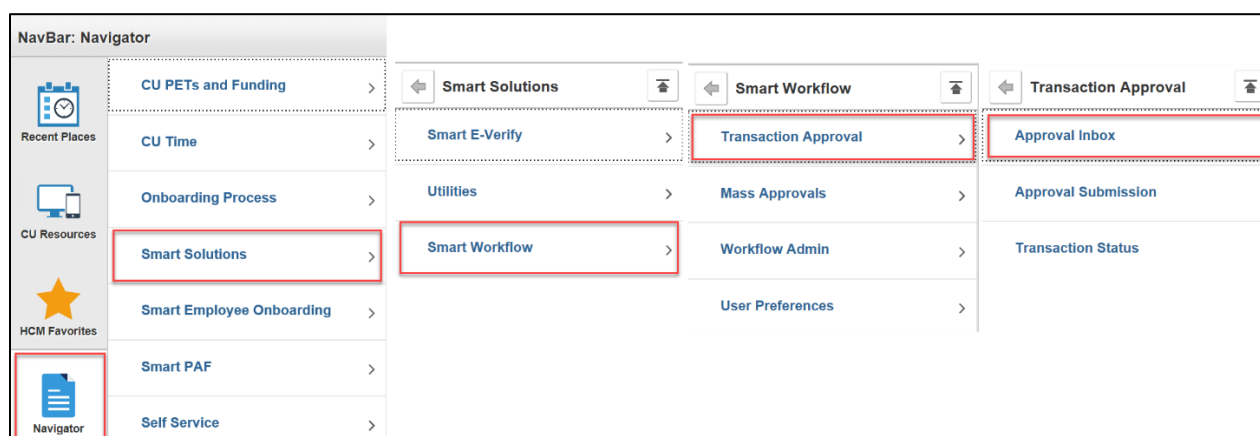 NavBar: Navigator
Recent Places
CU Resources
HCM Favorites
Navigator
CU PETs and Funding
CU Time
Onboarding Process
Smart Solutions
Smart Employee Onboarding
Smart PAF
Self Service
Smart Solutions
Smart E-Verify
Utilities
Smart Workflow
Smart Workflow
Transaction Approval
Mass Approvals
Workflow Admin
User Preferences
Transaction Approval
Approval Inbox
Approval Submission
Transaction Status